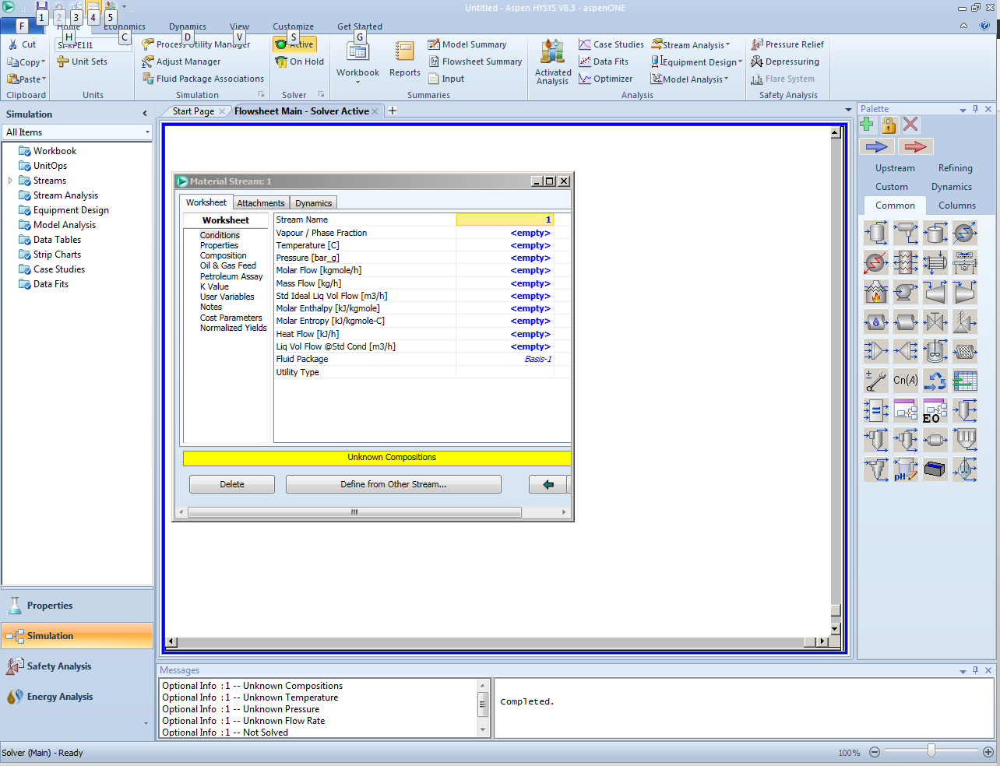 Untitled - Aspen HYSYS V8.3 - aspenONE
1 2 3 4 5
F Home Economics Dynamics View Customize Get Started
H C D V S G
Cut
Copy
Paste
Clipboard
Unit Sets
Units
Process Utility Manager
Adjust Manager
Fluid Package Associations
Simulation
Active
On Hold
Solver
Workbook
Reports
Model Summary
Flowsheet Summary
Input
Summaries
Activated
Analysis
Case Studies
Data Fits
Optimizer
Stream Analysis
Equipment Design
Model Analysis
Analysis
Pressure Relief
Depressuring
Flare System
Safety Analysis
Simulation
All Items
Workbook
UnitOps
Streams
Stream Analysis
Equipment Design
Model Analysis
Data Tables
Strip Charts
Case Studies
Data Fits
Properties
Simulation
Safety Analysis
Energy Analysis
Start Page
Flowsheet Main - Solver Active
Material Stream: 1
Worksheet Attachments Dynamics
Worksheet
Conditions
Properties
Composition
Oil & Gas Feed
Petroleum Assay
K Value
User Variables
Notes
Cost Parameters
Normalized Yields
Stream Name 1
Vapour / Phase Fraction <empty>
Temperature [C] <empty>
Pressure [bar_g] <empty>
Molar Flow [kgmole/h] <empty>
Mass Flow [kg/h] <empty>
Std Ideal Liq Vol Flow [m3/h] <empty>
Molar Enthalpy [kJ/kgmole] <empty>
Molar Entropy [kJ/kgmole-C] <empty>
Heat Flow [kJ/h] <empty>
Liq Vol Flow @Std Cond [m3/h] <empty>
Fluid Package Basis-1
Utility Type
Unknown Compositions
Delete
Define from Other Stream...
Palette
Upstream Refining
Custom Dynamics
Common Columns
Cn(A)
EO
pH
Messages
Optional Info : 1 -- Unknown Compositions
Optional Info : 1 -- Unknown Temperature
Optional Info : 1 -- Unknown Pressure
Optional Info : 1 -- Unknown Flow Rate
Optional Info : 1 -- Not Solved
Completed.
Solver (Main) - Ready
100%